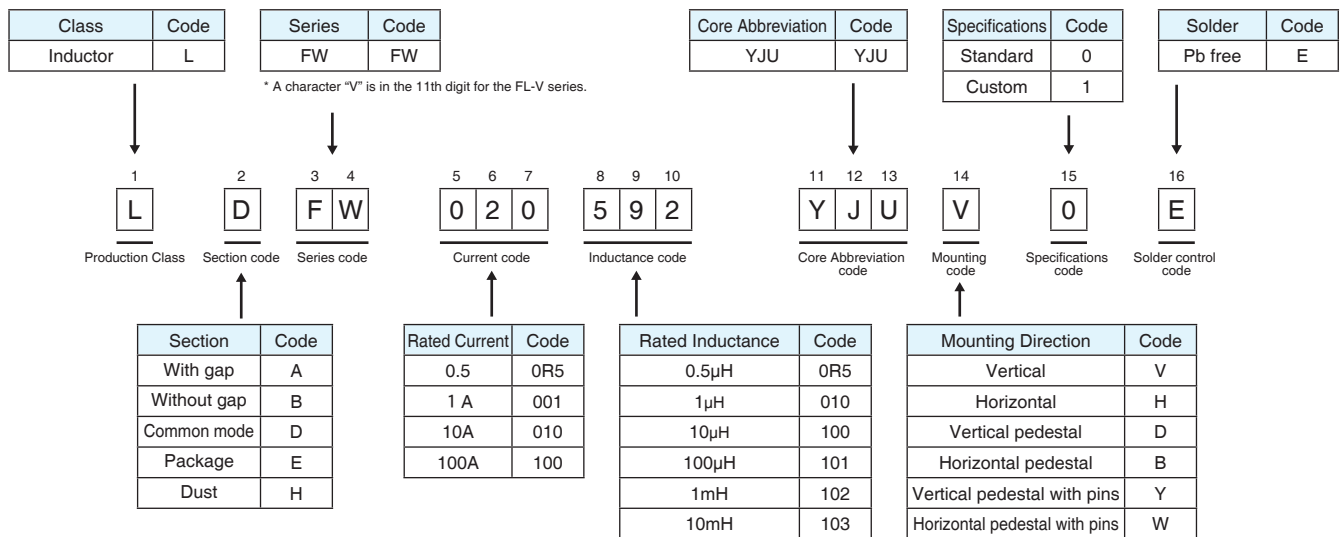 Class Code
Inductor L
Series Code
FW FW
* A character “V” is in the 11th digit for the FL-V series.
Core Abbreviation Code
YJU YJU
Specifications Code
Standard 0
Custom 1
Solder Code
Pb free E
1 2 3 4 5 6 7 8 9 10 11 12 13 14 15 16
L D F W 0 2 0 5 9 2 Y J U V 0 E
Production Class
Section code
Series code
Current code
Inductance code
Core Abbreviation
code
Mounting
code
Specifications
code
Solder control
code
Section Code
With gap A
Without gap B
Common mode D
Package E
Dust H
Rated Current Code
0.5 0R5
1 A 001
10A 010
100A 100
Rated Inductance Code
0.5µH 0R5
1µH 010
10µH 100
100µH 101
1mH 102
10mH 103
Mounting Direction Code
Vertical V
Horizontal H
Vertical pedestal D
Horizontal pedestal B
Vertical pedestal with pins Y
Horizontal pedestal with pins W